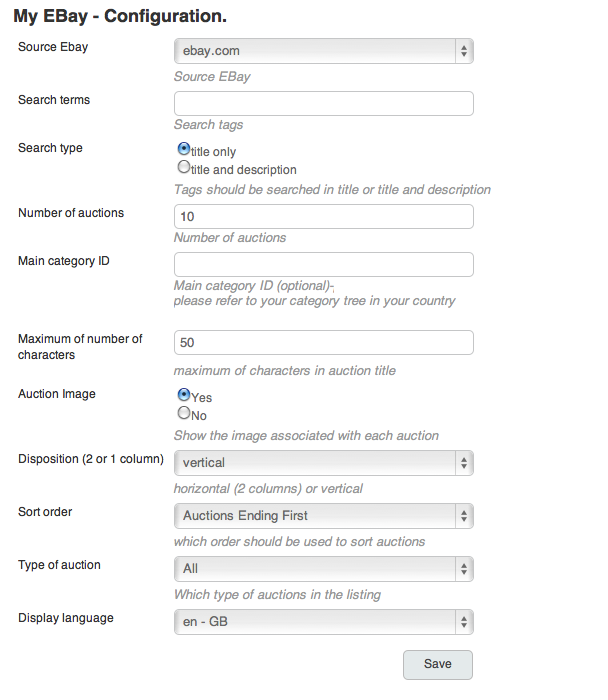 My EBay - Configuration.
Source Ebay
ebay.com
Source EBay
Search terms
Search tags
Search type
title only
title and description
Tags should be searched in title or title and description
Number of auctions
10
Number of auctions
Main category ID
Main category ID (optional)-
please refer to your category tree in your country
Maximum of number of
characters
50
maximum of characters in auction title
Auction Image
Yes
No
Show the image associated with each auction
Disposition (2 or 1 column)
vertical
horizontal (2 columns) or vertical
Sort order
Auctions Ending First
which order should be used to sort auctions
Type of auction
All
Which type of auctions in the listing
Display language
en - GB
Save